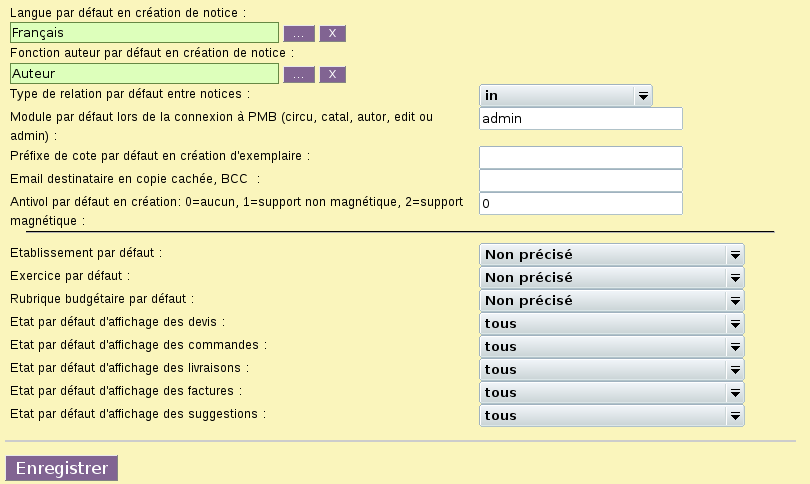 Langue par défaut en création de notice :
Français ... X
Fonction auteur par défaut en création de notice :
Auteur ... X
Type de relation par défaut entre notices : in
Module par défaut lors de la connexion à PMB (circu, catal, autor, edit ou admin
admin) :
Préfixe de cote par défaut en création d'exemplaire :
Email destinataire en copie cachée, BCC :
Antivol par défaut en création: 0=aucun, 1=support non magnétique, 2=support 0
magnétique :
Etablissement par défaut : Non précisé
Exercice par défaut : Non précisé
Rubrique budgétaire par défaut : Non précisé
Etat par défaut d'affichage des devis : tous
Etat par défaut d'affichage des commandes : tous
Etat par défaut d'affichage des livraisons : tous
Etat par défaut d'affichage des factures : tous
Etat par défaut d'affichage des suggestions : tous
Enregistrer